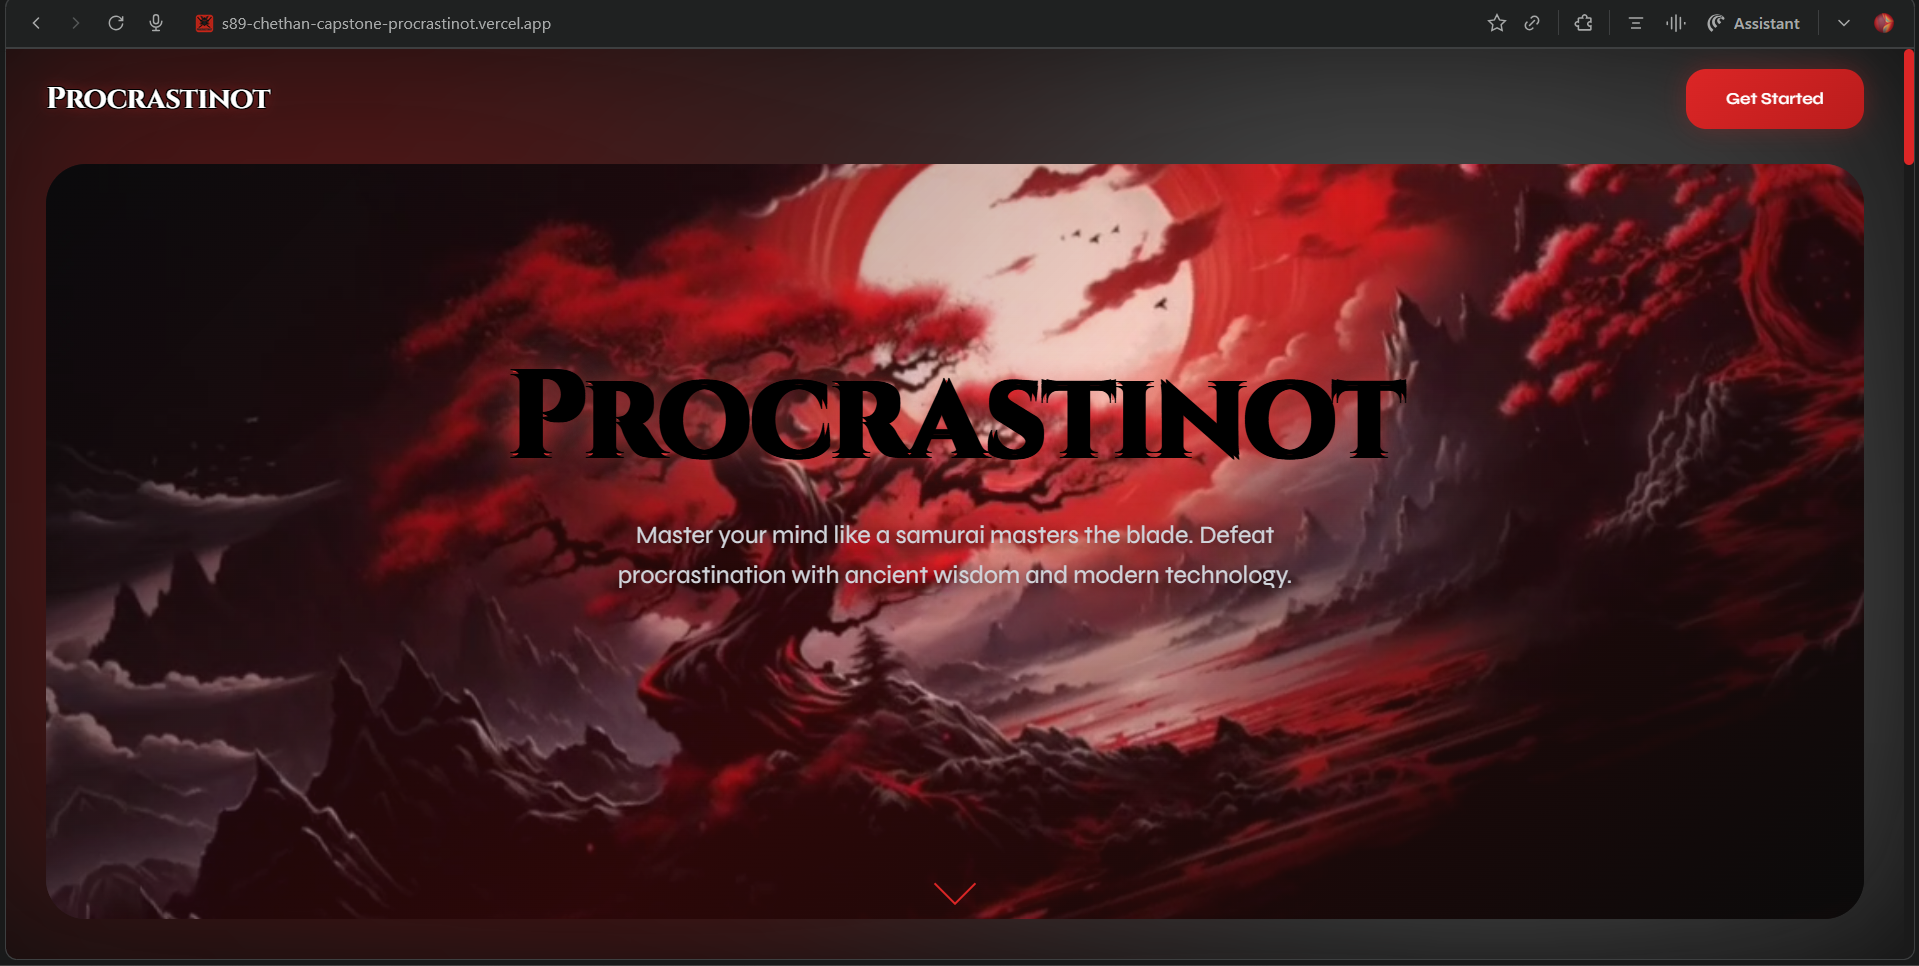 s89-chethan-capstone-procrastinot.vercel.app
Assistant
Procrastinot
Get Started
Procrastinot
Master your mind like a samurai masters the blade. Defeat
procrastination with ancient wisdom and modern technology.